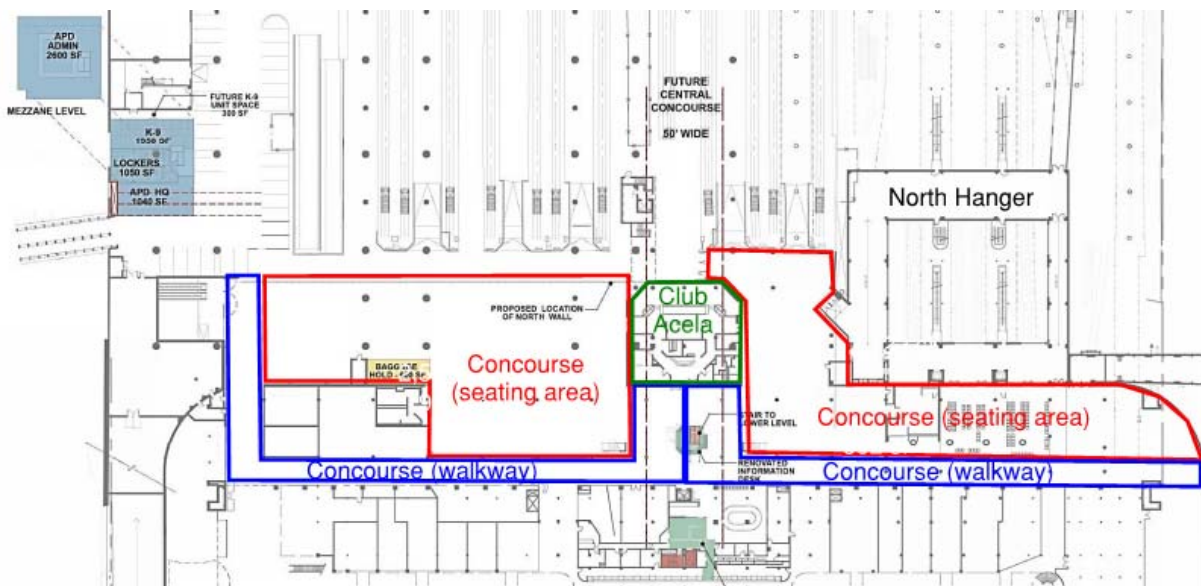 APD
ADMIN
2600 SF
MEZZANE LEVEL
FUTURE K-9
UNIT SPACE
300 SF
K-9
LOCKERS
1050 SF
APD HQ
1040 SF
FUTURE
CENTRAL
CONCOURSE
50' WIDE
North Hanger
PROPOSED LOCATION
OF NORTH WALL
Club
Acela
BAGGAGE
HOLD
Concourse
(seating area)
Concourse (seating area)
STAIR TO
LOWER LEVEL
RENOVATED
INFORMATION
DESK
Concourse (walkway)
Concourse (walkway)